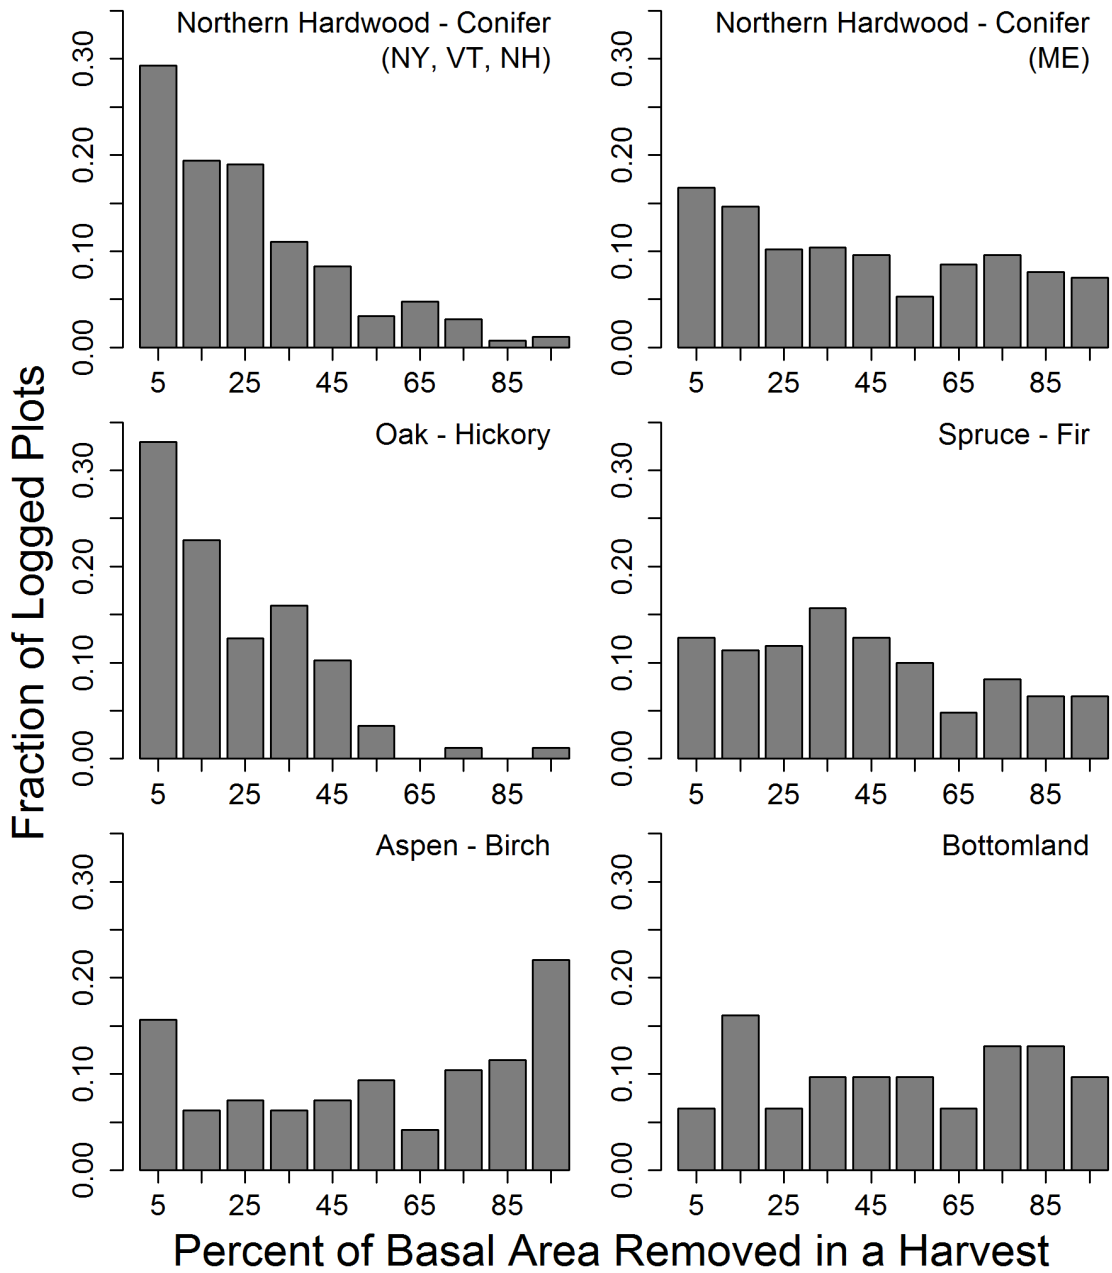 Fraction of Logged Plots
Northern Hardwood - Conifer
(NY, VT, NH)
0.00 0.10 0.20 0.30
5 25 45 65 85
Northern Hardwood - Conifer
(ME)
0.00 0.10 0.20 0.30
5 25 45 65 85
Oak - Hickory
0.00 0.10 0.20 0.30
5 25 45 65 85
Spruce - Fir
0.00 0.10 0.20 0.30
5 25 45 65 85
Aspen - Birch
0.00 0.10 0.20 0.30
5 25 45 65 85
Bottomland
0.00 0.10 0.20 0.30
5 25 45 65 85
Percent of Basal Area Removed in a Harvest